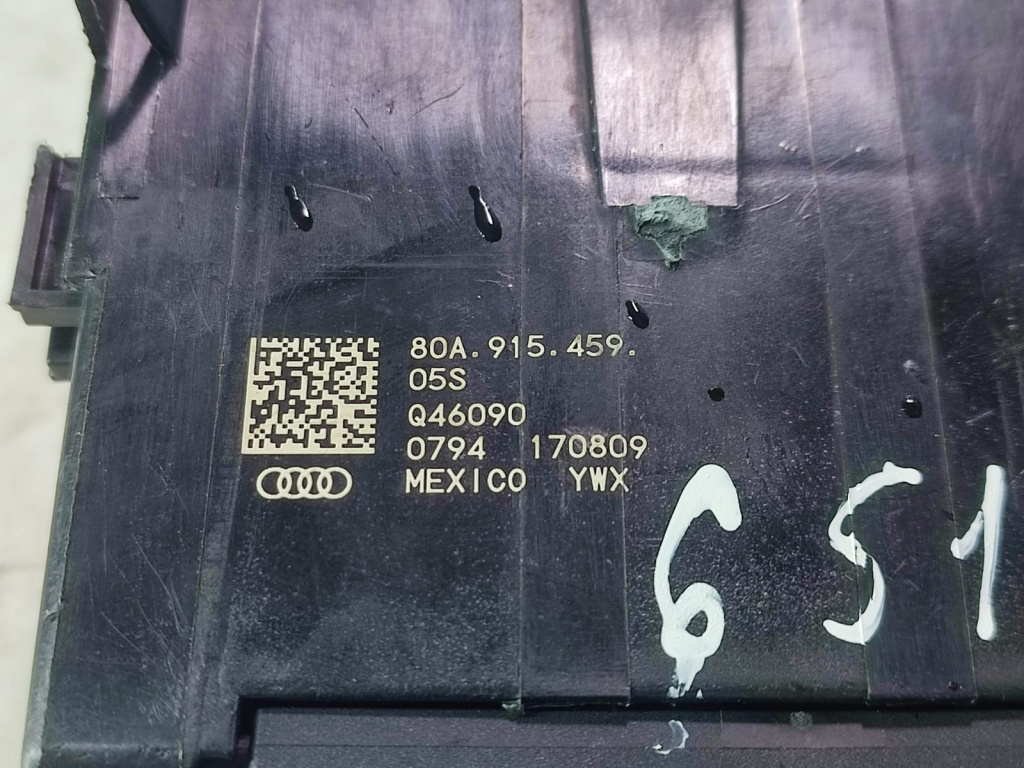 80A.915.459.
05S
Q46090
0794 170809
MEXICO YWX
651